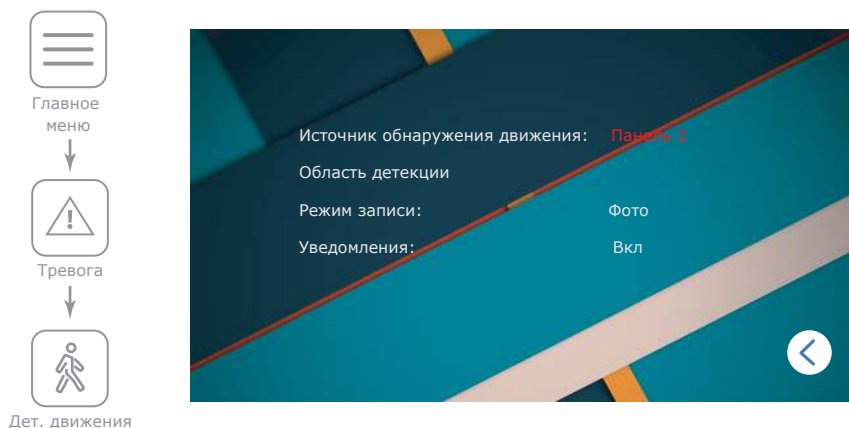 Главное
меню
Тревога
Дет. движения
Источник обнаружения движения: Панель 1
Область детекции
Режим записи: Фото
Уведомления: Вкл